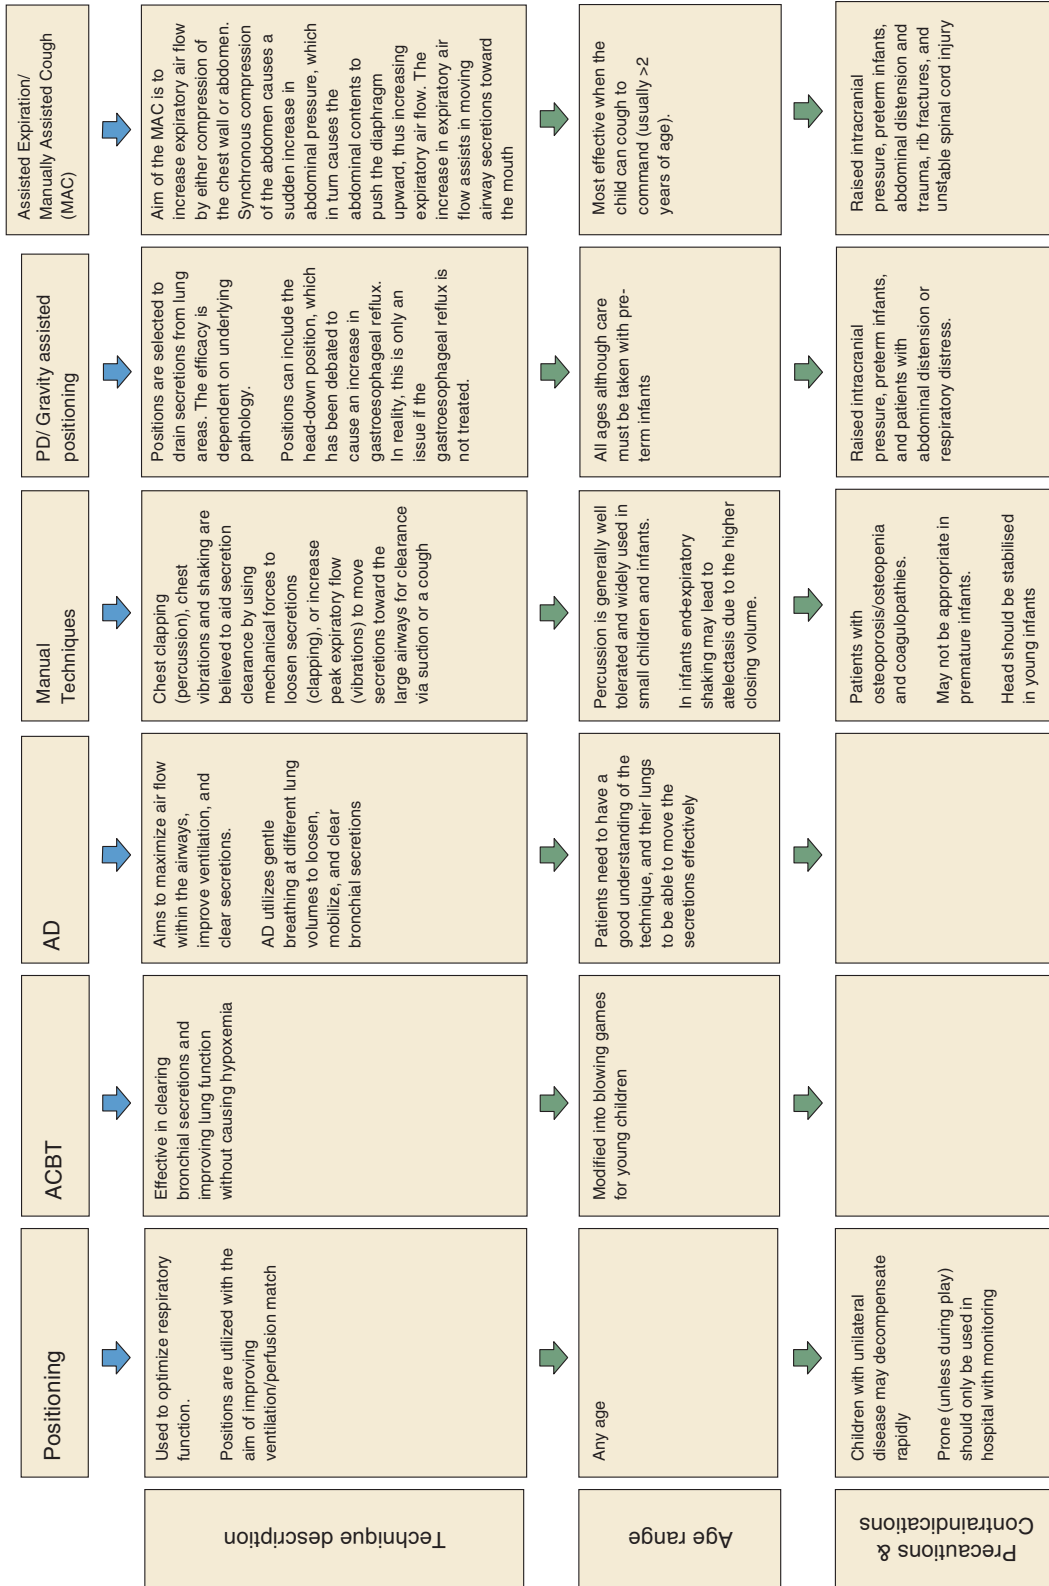 Positioning
ACBT
AD
Manual
Techniques
PD/ Gravity assisted
positioning
Assisted Expiration/
Manually Assisted Cough
(MAC)
Technique description
Used to optimize respiratory
function.
Positions are utilized with the
aim of improving
ventilation/perfusion match
Effective in clearing
bronchial secretions and
improving lung function
without causing hypoxemia
Aims to maximize air flow
within the airways,
improve ventilation, and
clear secretions.
AD utilizes gentle
breathing at different lung
volumes to loosen,
mobilize, and clear
bronchial secretions
Chest clapping
(percussion), chest
vibrations and shaking are
believed to aid secretion
clearance by using
mechanical forces to
loosen secretions
(clapping), or increase
peak expiratory flow
(vibrations) to move
secretions toward the
large airways for clearance
via suction or a cough
Positions are selected to
drain secretions from lung
areas. The efficacy is
dependent on underlying
pathology.
Positions can include the
head-down position, which
has been debated to
cause an increase in
gastroesophageal reflux.
In reality, this is only an
issue if the
gastroesophageal reflux is
not treated.
Aim of the MAC is to
increase expiratory air flow
by either compression of
the chest wall or abdomen.
Synchronous compression
of the abdomen causes a
sudden increase in
abdominal pressure, which
in turn causes the
abdominal contents to
push the diaphragm
upward, thus increasing
expiratory air flow. The
increase in expiratory air
flow assists in moving
airway secretions toward
the mouth
Age range
Any age
Modified into blowing games
for young children
Patients need to have a
good understanding of the
technique, and their lungs
to be able to move the
secretions effectively
Percussion is generally well
tolerated and widely used in
small children and infants.
In infants end-expiratory
shaking may lead to
atelectasis due to the higher
closing volume.
All ages although care
must be taken with pre-
term infants
Most effective when the
child can cough to
command (usually >2
years of age).
Precautions &
Contraindications
Children with unilateral
disease may decompensate
rapidly
Prone (unless during play)
should only be used in
hospital with monitoring
Patients with
osteoporosis/osteopenia
and coagulopathies.
May not be appropriate in
premature infants.
Head should be stabilised
in young infants
Raised intracranial
pressure, preterm infants,
and patients with
abdominal distension or
respiratory distress.
Raised intracranial
pressure, preterm infants,
abdominal distension and
trauma, rib fractures, and
unstable spinal cord injury